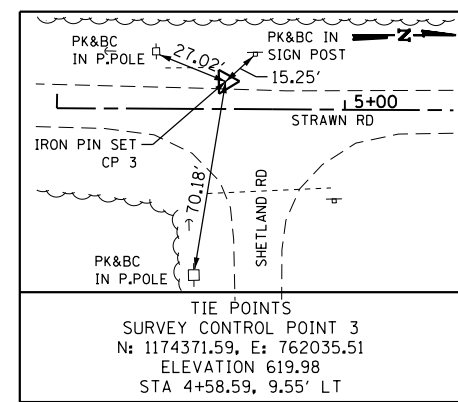 PK&BC
IN P.POLE
27.02'
PK&BC IN
SIGN POST
N
15.25'
5+00
STRAWN RD
IRON PIN SET
CP 3
70.18'
SHETLAND RD
PK&BC
IN P.POLE
TIE POINTS
SURVEY CONTROL POINT 3
N: 1174371.59, E: 762035.51
ELEVATION 619.98
STA 4+58.59, 9.55' LT